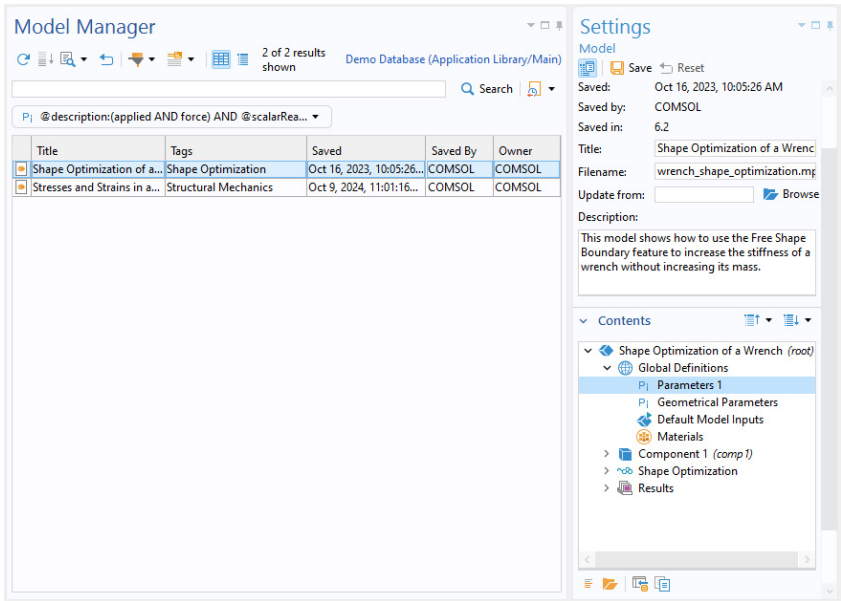 Model Manager
2 of 2 results
shown
Demo Database (Application Library/Main)
Search
Pi @description:(applied AND force) AND @scalarRea...
Title Tags Saved Saved By Owner
Shape Optimization of a... Shape Optimization Oct 16, 2023, 10:05:26... COMSOL COMSOL
Stresses and Strains in a... Structural Mechanics Oct 9, 2024, 11:01:16... COMSOL COMSOL
Settings
Model
Save Reset
Saved: Oct 16, 2023, 10:05:26 AM
Saved by: COMSOL
Saved in: 6.2
Title: Shape Optimization of a Wrenc
Filename: wrench_shape_optimization.mp
Update from: Browse
Description:
This model shows how to use the Free Shape
Boundary feature to increase the stiffness of a
wrench without increasing its mass.
Contents
Shape Optimization of a Wrench (root)
Global Definitions
Pi Parameters 1
Pi Geometrical Parameters
Default Model Inputs
Materials
Component 1 (comp1)
Shape Optimization
Results